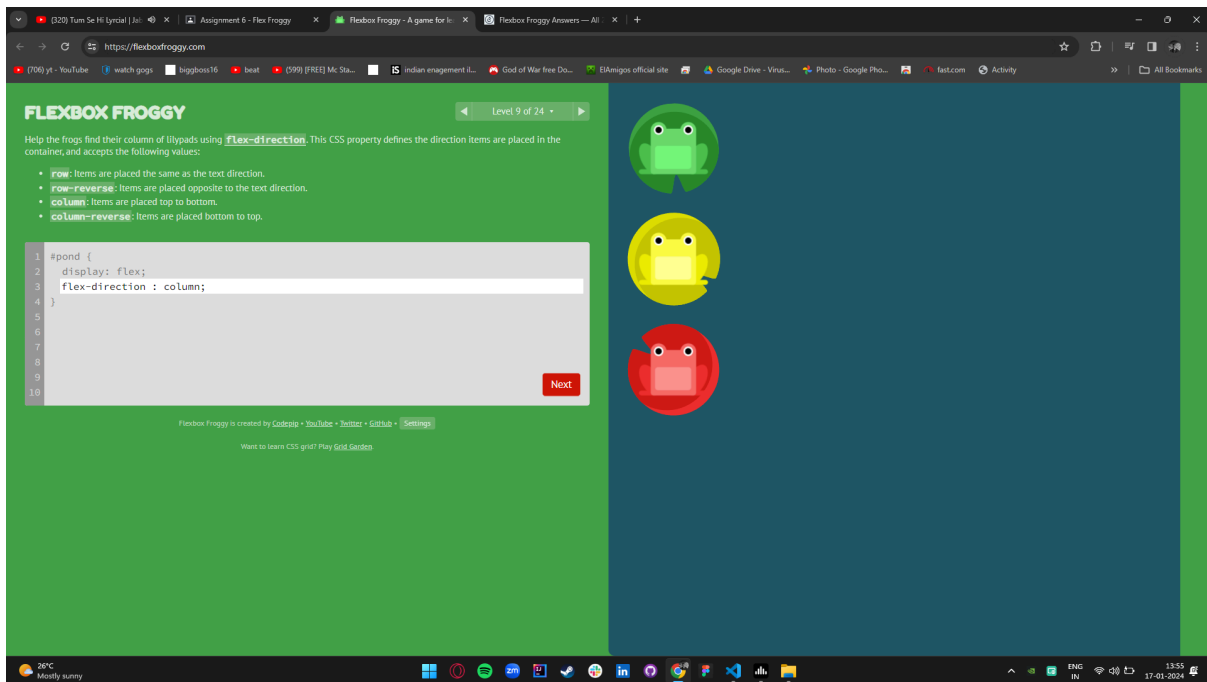 (320) Tum Se Hi Lyrcial | Jab
Assignment 6 - Flex Froggy
Flexbox Froggy - A game for le
Flexbox Froggy Answers — All
https://flexboxfroggy.com
(706) yt - YouTube
watch gogs
biggboss16
beat
(599) [FREE] Mc Sta...
indian enagement il...
God of War free Do...
ElAmigos official site
Google Drive - Virus...
Photo - Google Pho...
fast.com
Activity
All Bookmarks
FLEXBOX FROGGY
Level 9 of 24
Help the frogs find their column of lilypads using flex-direction. This CSS property defines the direction items are placed in the
container, and accepts the following values:
• row: Items are placed the same as the text direction.
• row-reverse: Items are placed opposite to the text direction.
• column: Items are placed top to bottom.
• column-reverse: Items are placed bottom to top.
1 #pond {
2 display: flex;
3 flex-direction : column;
4 }
5
6
7
8
9
10
Next
Flexbox Froggy is created by Codepip • YouTube • Twitter • GitHub • Settings
Want to learn CSS grid? Play Grid Garden.
26°C
Mostly sunny
zm
in
ENG
IN
13:55
17-01-2024